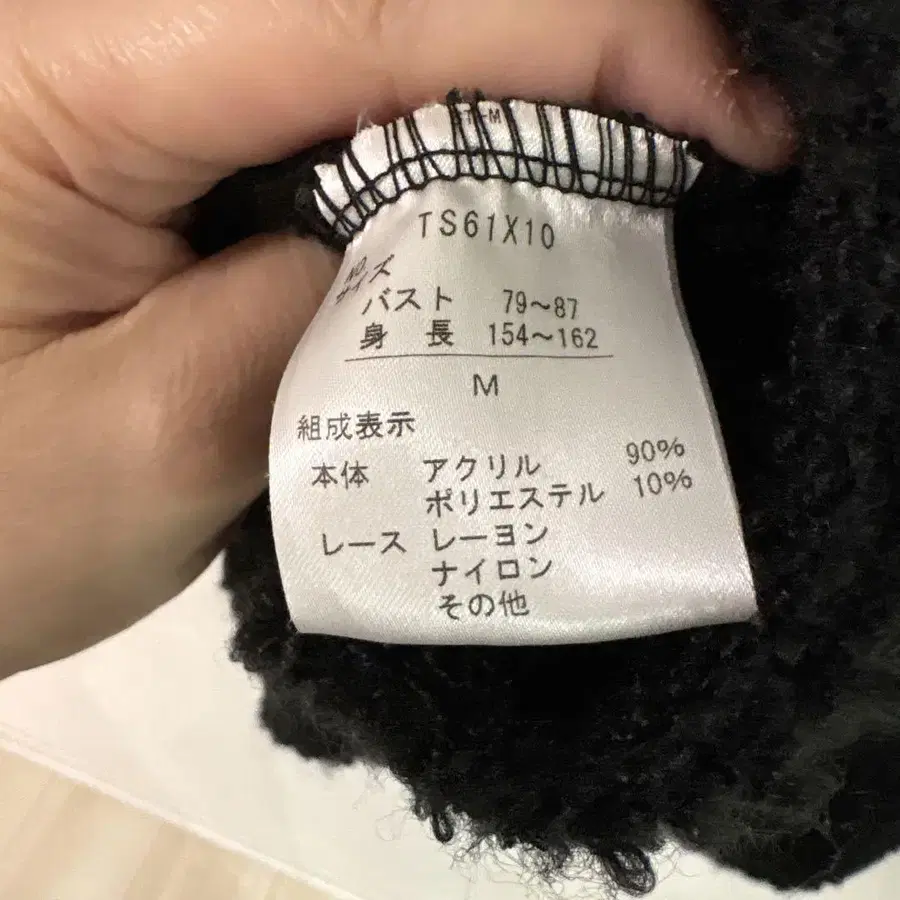 TS61X10
NO.
サイズ
バスト 79～87
身長 154～162
M
組成表示
本体 アクリル 90%
ポリエステル 10%
レース レーヨン
ナイロン
その他